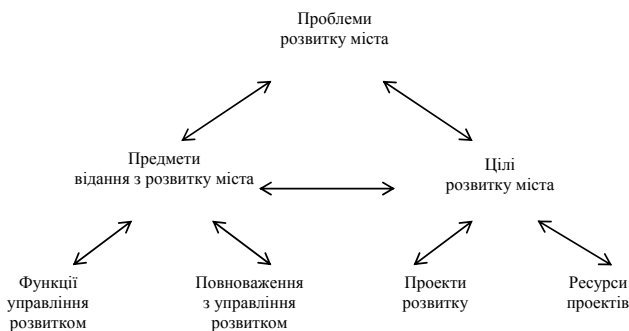 Проблеми
розвитку міста
Предмети
відання з розвитку міста
Цілі
розвитку міста
Функції
управління
розвитком
Повноваження
з управління
розвитком
Проекти
розвитку
Ресурси
проектів